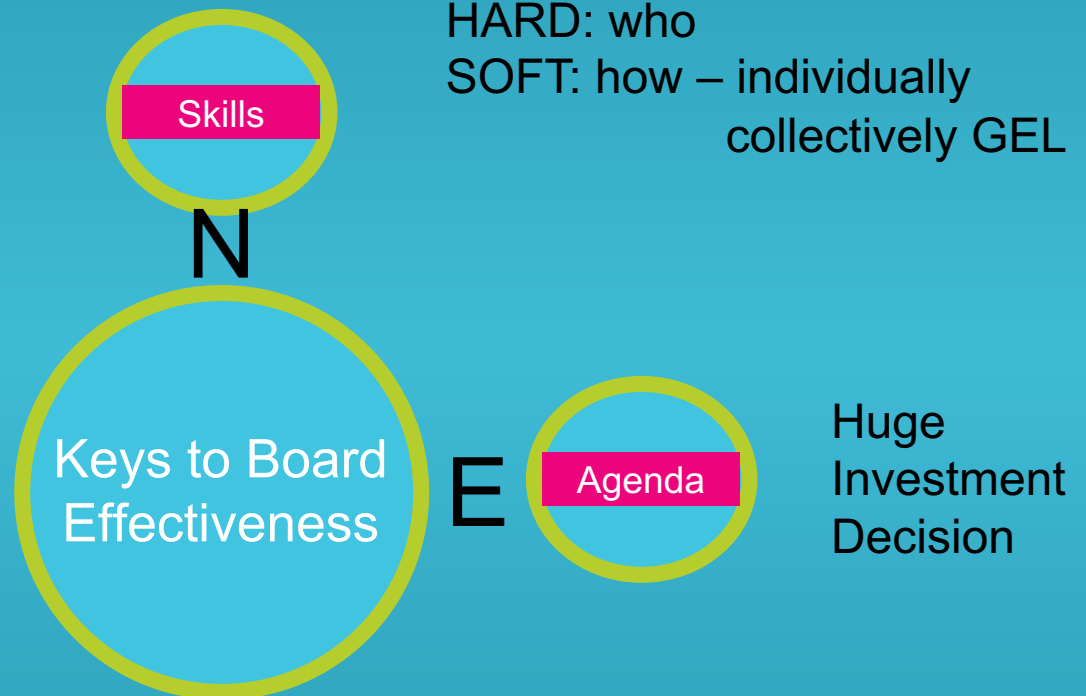 HARD: who
SOFT: how – individually
collectively GEL
Skills
N
Keys to Board
Effectiveness
E
Agenda
Huge
Investment
Decision